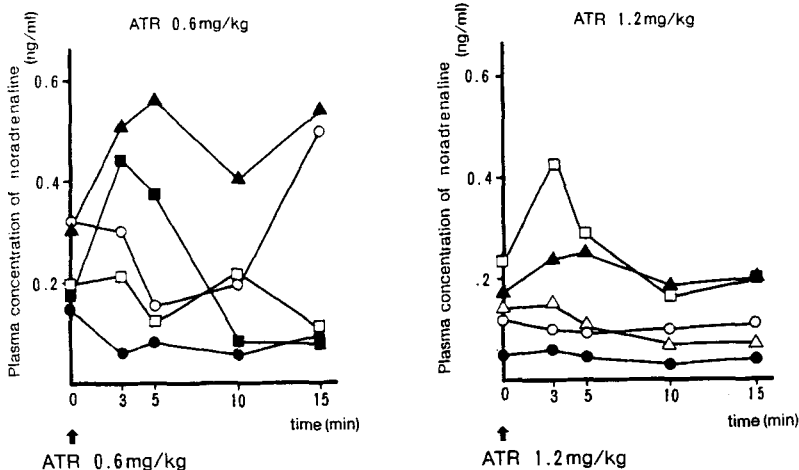 ATR 0.6mg/kg
Plasma concentration of noradrenaline (ng/ml)
0.6
0.4
0.2
0 3 5 10 15
time(min)
ATR 0.6mg/kg
ATR 1.2mg/kg
Plasma concentration of noradrenaline (ng/ml)
0.6
0.4
.2
0 3 5 10 15
time(min)
ATR 1.2mg/kg